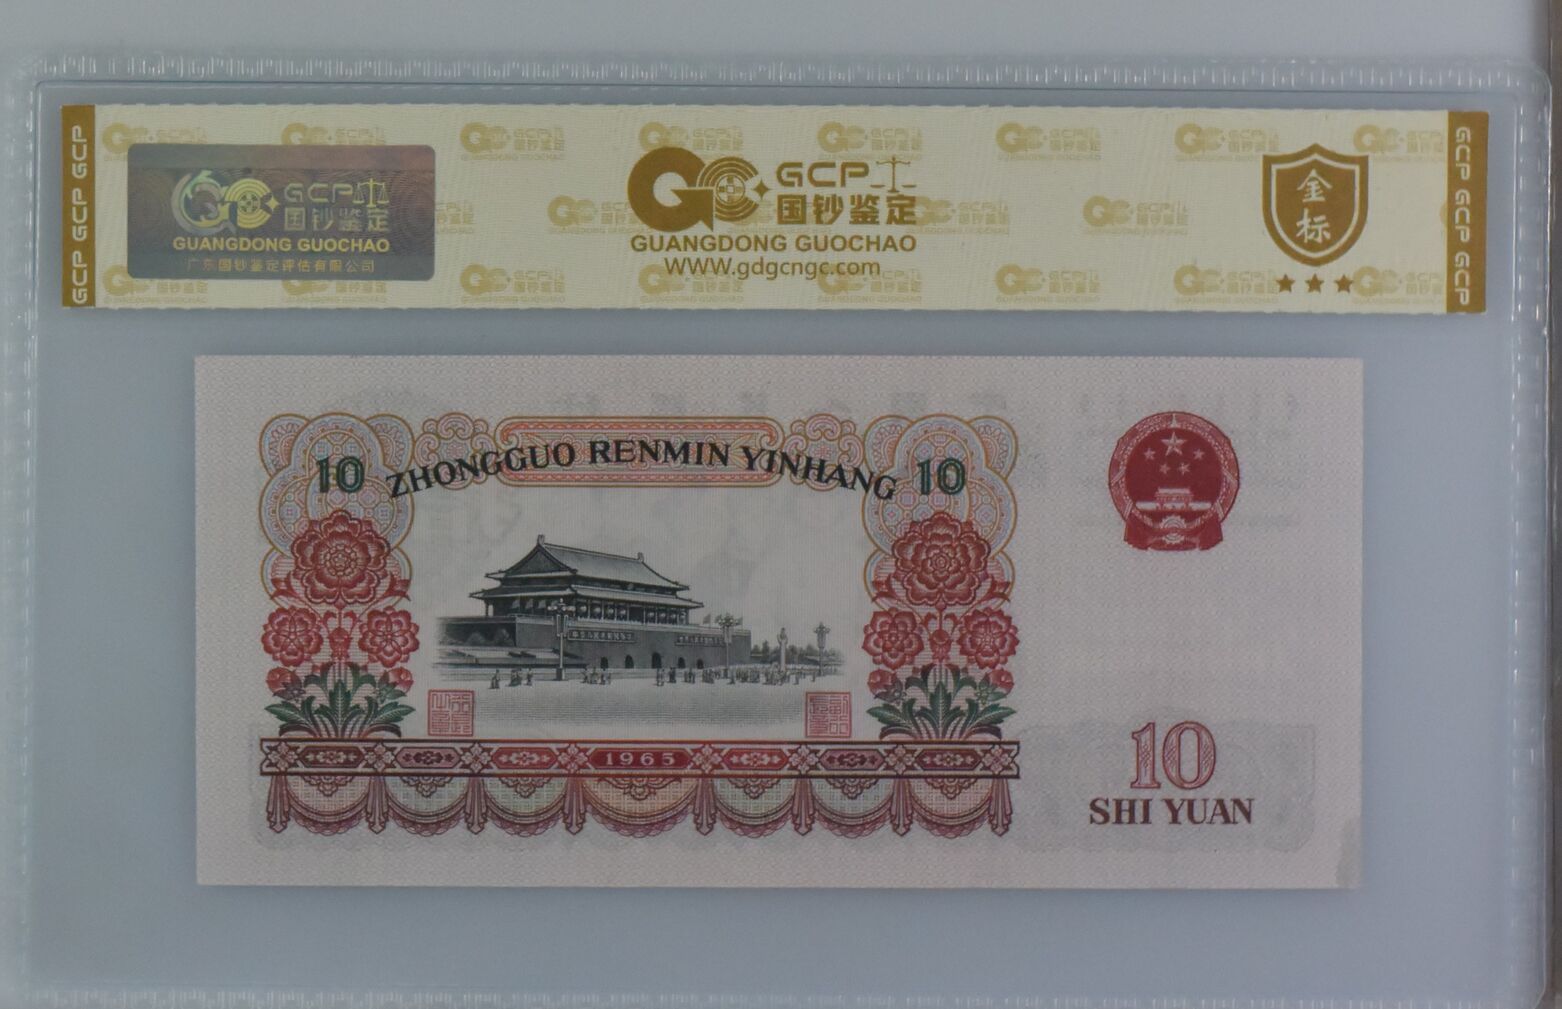 GCP GCP GCP
GCP
国钞鉴定
GUANGDONG GUOCHAO
广东国钞鉴定评估有限公司
GCP
国钞鉴定
GUANGDONG GUOCHAO
WWW.gdgcngc.com
金
标
GCP GCP GCP
10 ZHONGGUO RENMIN YINHANG 10
1965
10
SHI YUAN